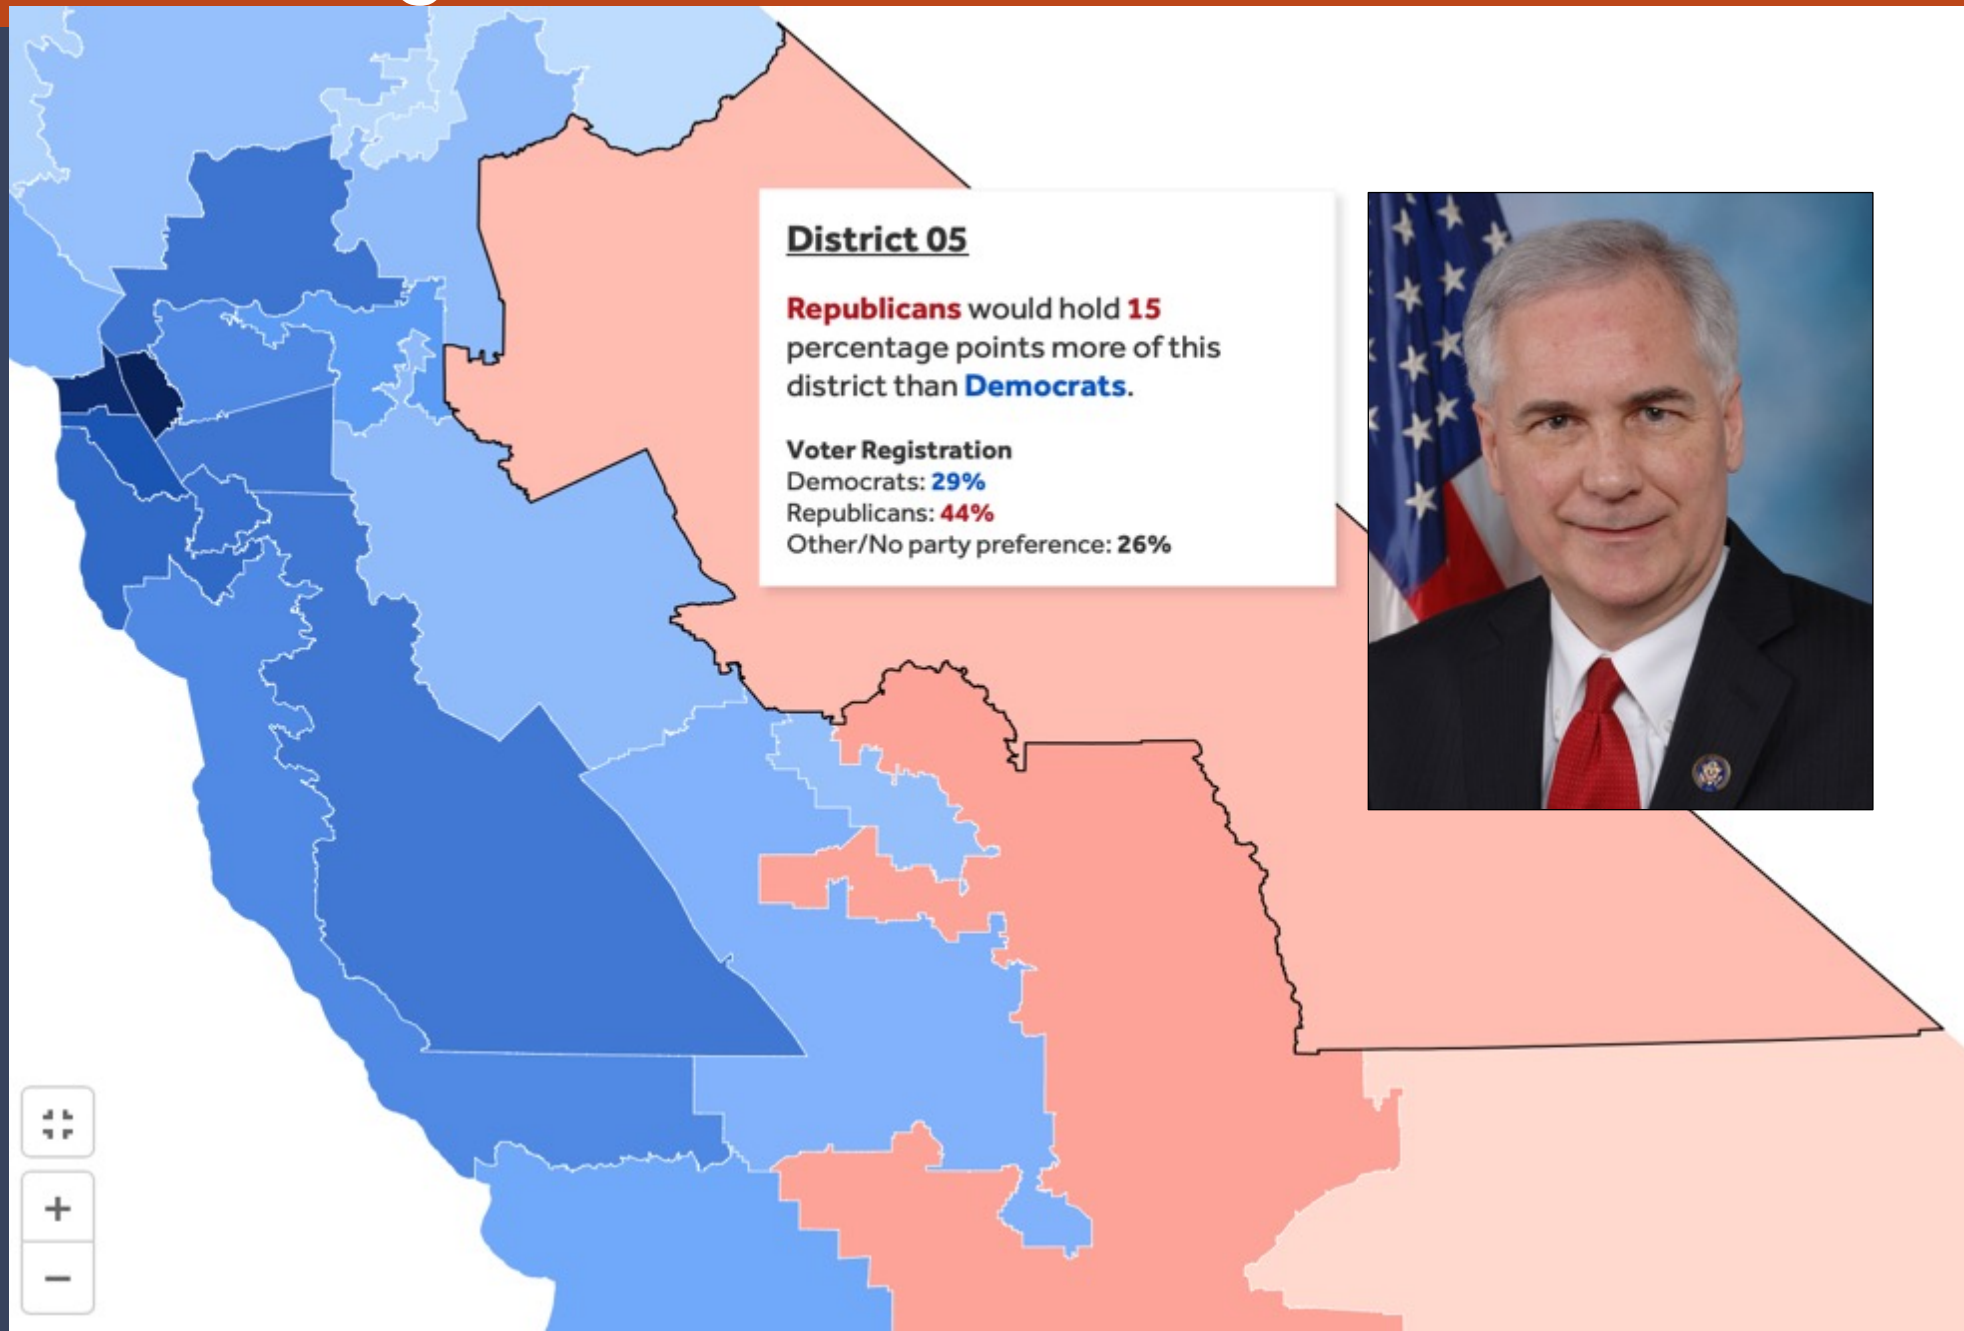 District 05
Republicans would hold 15
percentage points more of this
district than Democrats.
Voter Registration
Democrats: 29%
Republicans: 44%
Other/No party preference: 26%
+
−